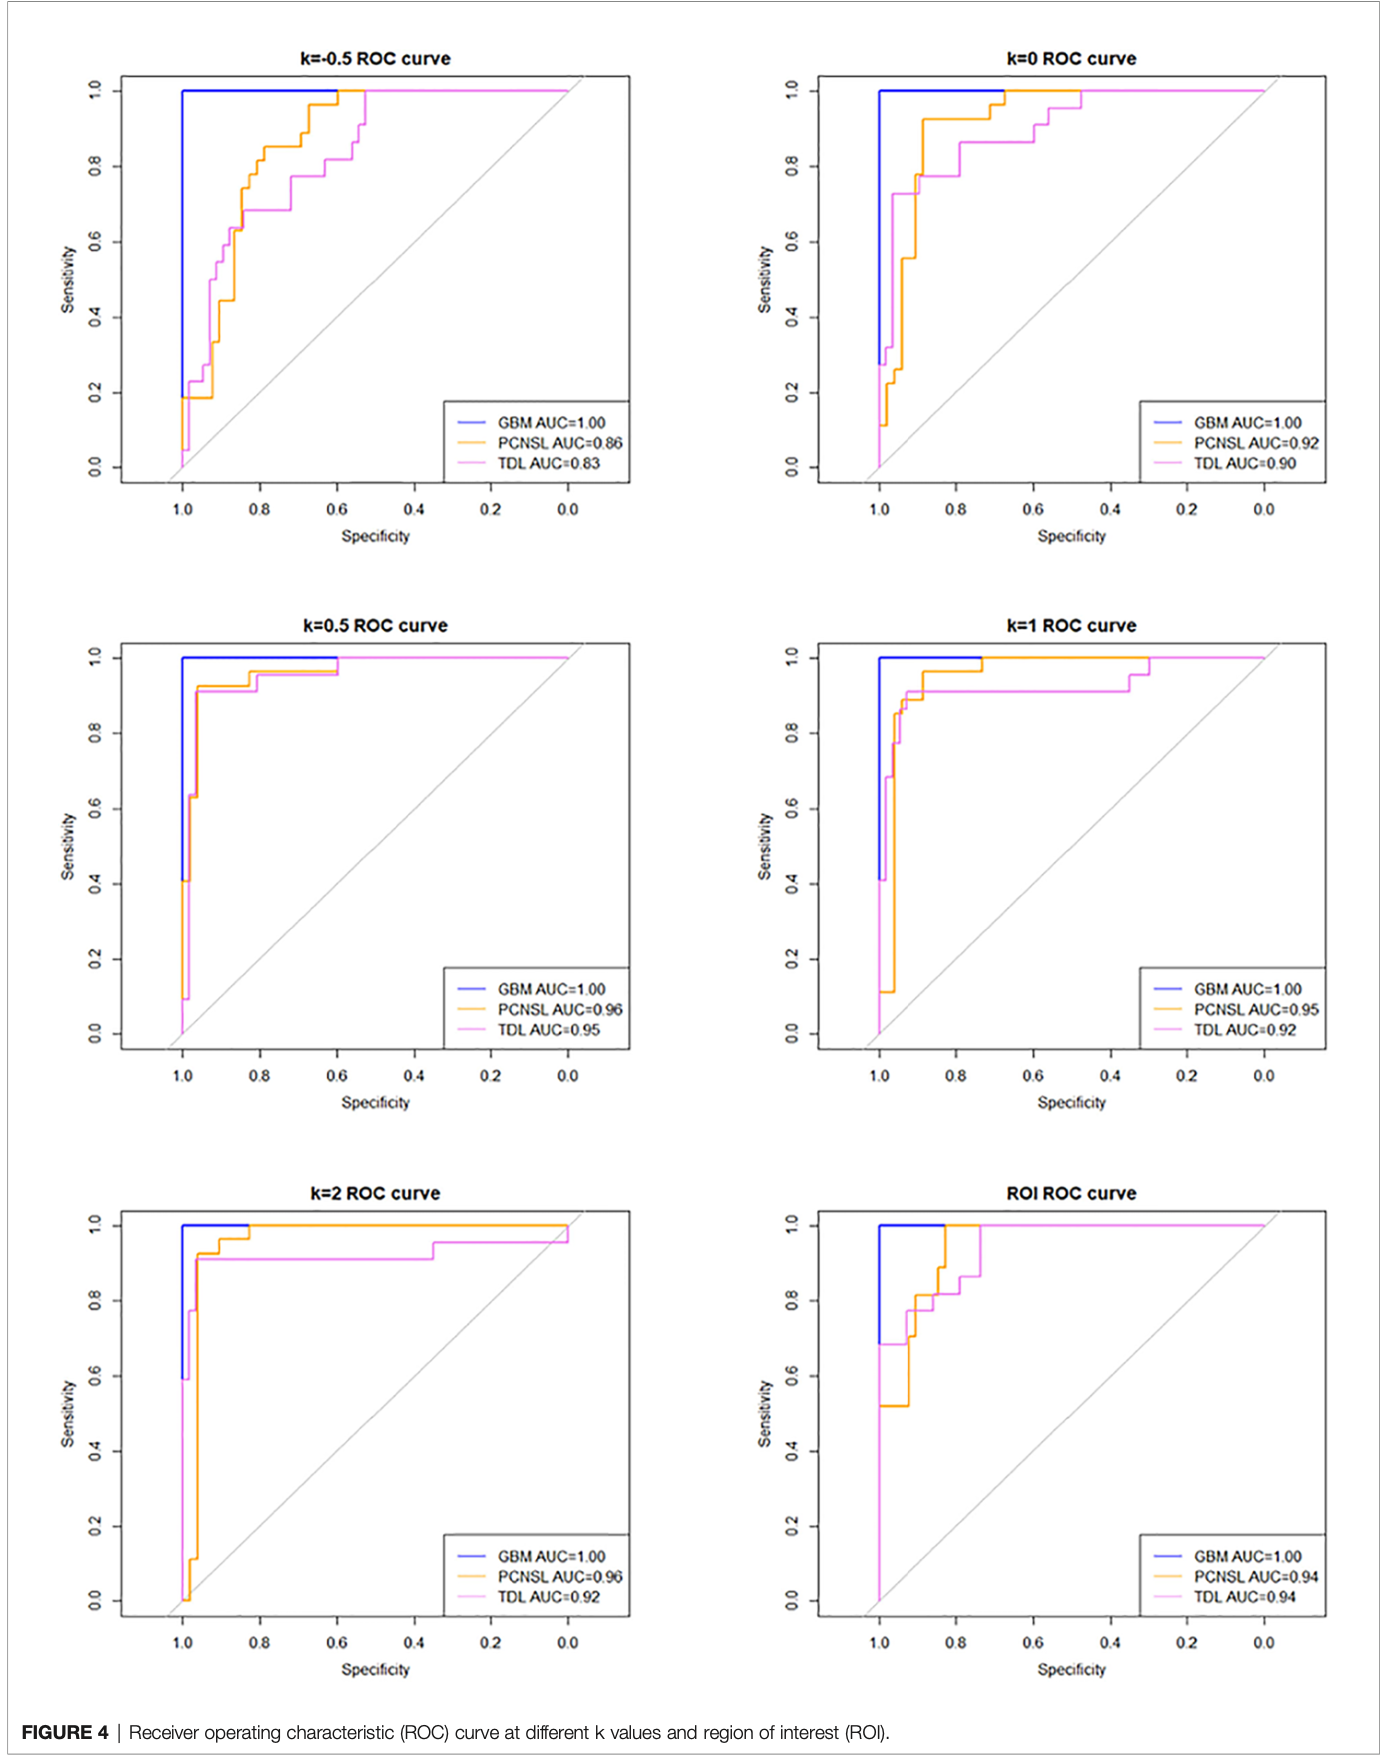 k=-0.5 ROC curve
Sensitivity
1.0
0.8
0.6
0.4
0.2
0.0
GBM AUC=1.00
PCNSL AUC=0.86
TDL AUC=0.83
1.0 0.8 0.6 0.4 0.2 0.0
Specificity
k=0 ROC curve
Sensitivity
1.0
0.8
0.6
0.4
0.2
0.0
GBM AUC=1.00
PCNSL AUC=0.92
TDL AUC=0.90
1.0 0.8 0.6 0.4 0.2 0.0
Specificity
k=0.5 ROC curve
Sensitivity
1.0
0.8
0.6
0.4
0.2
0.0
GBM AUC=1.00
PCNSL AUC=0.96
TDL AUC=0.95
1.0 0.8 0.6 0.4 0.2 0.0
Specificity
k=1 ROC curve
Sensitivity
1.0
0.8
0.6
0.4
0.2
0.0
GBM AUC=1.00
PCNSL AUC=0.95
TDL AUC=0.92
1.0 0.8 0.6 0.4 0.2 0.0
Specificity
k=2 ROC curve
Sensitivity
1.0
0.8
0.6
0.4
0.2
0.0
GBM AUC=1.00
PCNSL AUC=0.96
TDL AUC=0.92
1.0 0.8 0.6 0.4 0.2 0.0
Specificity
ROI ROC curve
Sensitivity
1.0
0.8
0.6
0.4
0.2
0.0
GBM AUC=1.00
PCNSL AUC=0.94
TDL AUC=0.94
1.0 0.8 0.6 0.4 0.2 0.0
Specificity
FIGURE 4 | Receiver operating characteristic (ROC) curve at different k values and region of interest (ROI).